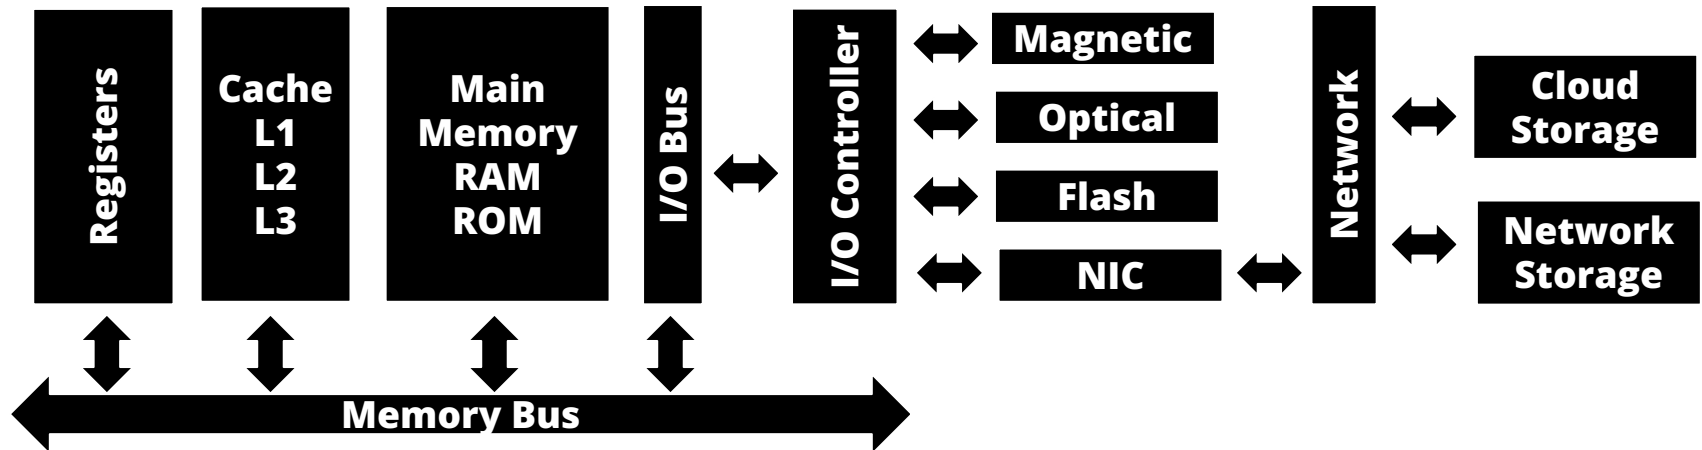 Registers
Cache
L1
L2
L3
Main
Memory
RAM
ROM
I/O Bus
I/O Controller
Magnetic
Optical
Flash
NIC
Network
Cloud
Storage
Network
Storage
Memory Bus